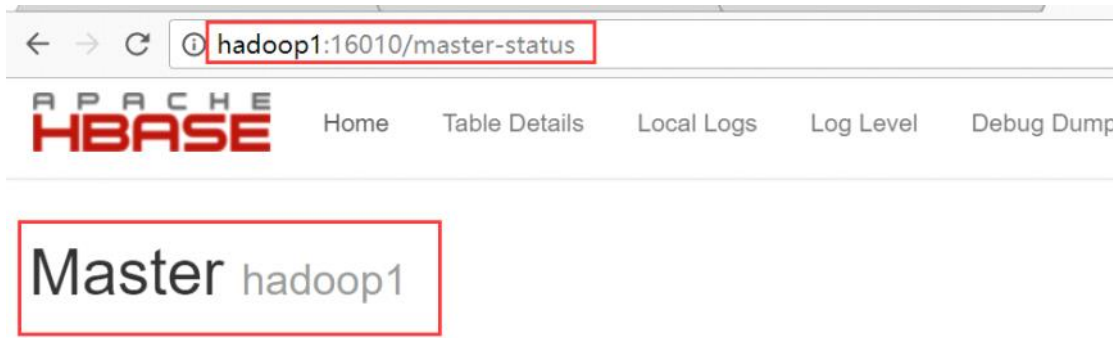 hadoop1:16010/master-status
APACHE
HBASE
Home Table Details Local Logs Log Level Debug Dump
Master hadoop1